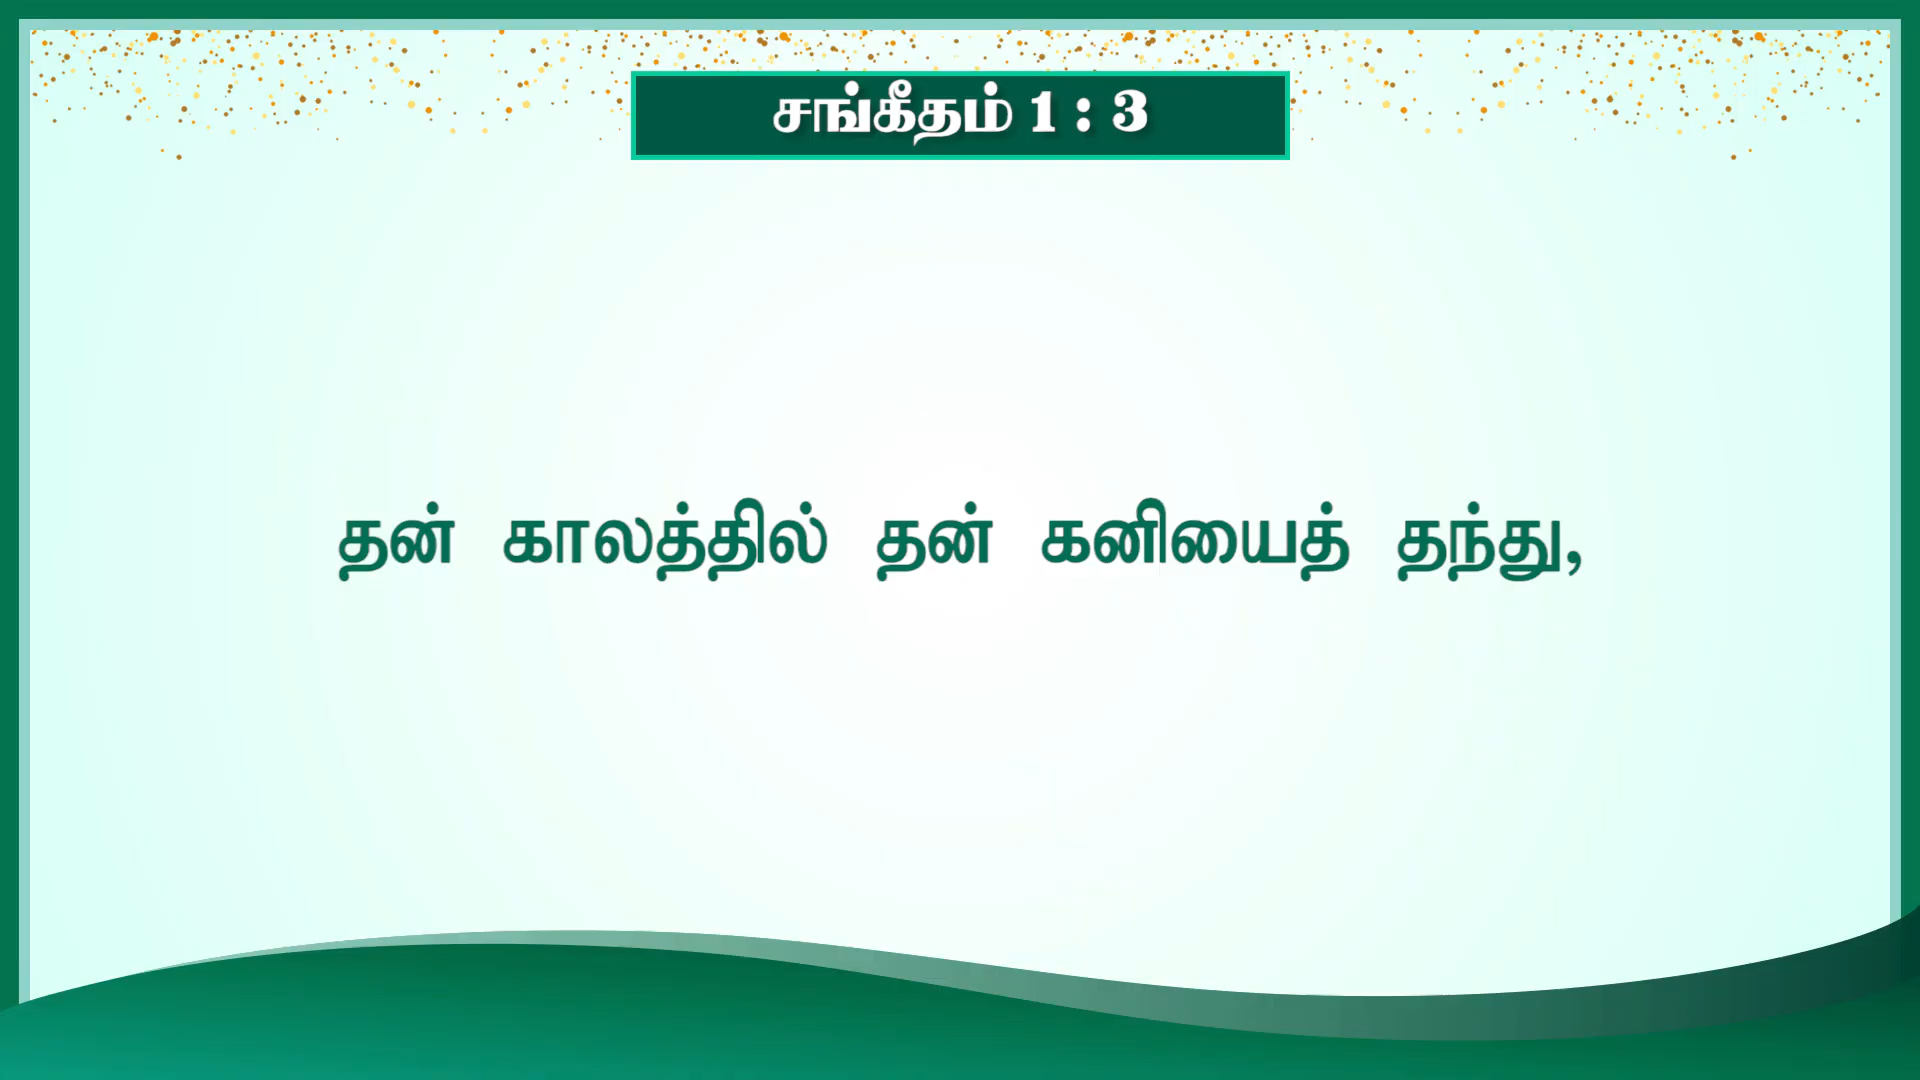 சங்கீதம் 1 : 3
தன் காலத்தில் தன் கனியைத் தந்து,